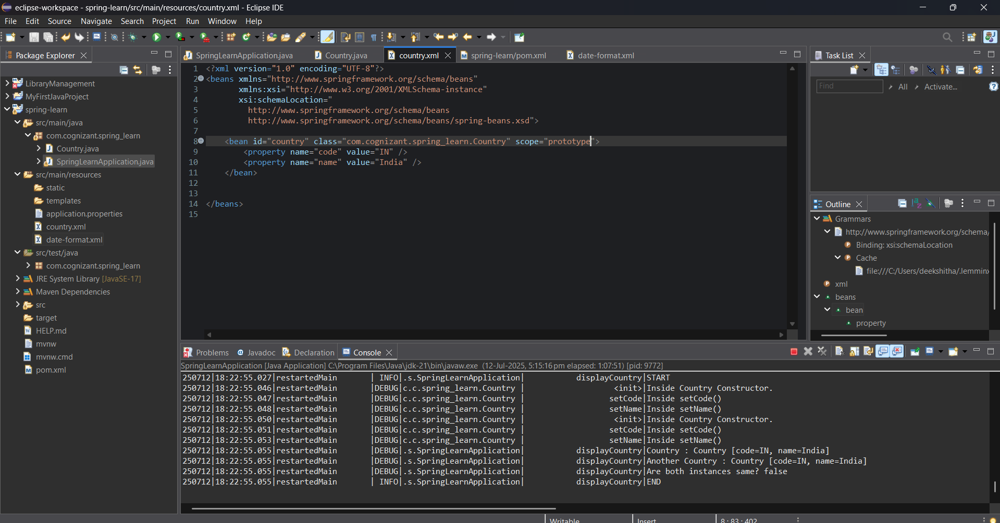 eclipse-workspace - spring-learn/src/main/resources/country.xml - Eclipse IDE
File Edit Source Navigate Search Project Run Window Help
Package Explorer
LibraryManagement
MyFirstJavaProject
spring-learn
src/main/java
com.cognizant.spring_learn
Country.java
SpringLearnApplication.java
src/main/resources
static
templates
application.properties
country.xml
date-format.xml
src/test/java
com.cognizant.spring_learn
JRE System Library [JavaSE-17]
Maven Dependencies
src
target
HELP.md
mvnw
mvnw.cmd
pom.xml
SpringLearnApplication.java Country.java country.xml spring-learn/pom.xml date-format.xml
1 <?xml version="1.0" encoding="UTF-8"?>
2 <beans xmlns="http://www.springframework.org/schema/beans"
3 xmlns:xsi="http://www.w3.org/2001/XMLSchema-instance"
4 xsi:schemaLocation="
5 http://www.springframework.org/schema/beans
6 http://www.springframework.org/schema/beans/spring-beans.xsd">
7
8 <bean id="country" class="com.cognizant.spring_learn.Country" scope="prototype">
9 <property name="code" value="IN" />
10 <property name="name" value="India" />
11 </bean>
12
13
14 </beans>
15
Task List
Find All Activate...
Outline
Grammars
http://www.springframework.org/schema/
Binding: xsi:schemaLocation
Cache
file:///C:/Users/deekshitha/.lemminx
xml
beans
bean
property
Problems Javadoc Declaration Console
SpringLearnApplication [Java Application] C:\Program Files\Java\jdk-21\bin\javaw.exe (12-Jul-2025, 5:15:16 pm elapsed: 1:07:51) [pid: 9772]
250712|18:22:55.027|restartedMain | INFO|.s.SpringLearnApplication| displayCountry|START
250712|18:22:55.046|restartedMain |DEBUG|c.c.spring_learn.Country | <init>|Inside Country Constructor.
250712|18:22:55.047|restartedMain |DEBUG|c.c.spring_learn.Country | setCode|Inside setCode()
250712|18:22:55.048|restartedMain |DEBUG|c.c.spring_learn.Country | setName|Inside setName()
250712|18:22:55.050|restartedMain |DEBUG|c.c.spring_learn.Country | <init>|Inside Country Constructor.
250712|18:22:55.051|restartedMain |DEBUG|c.c.spring_learn.Country | setCode|Inside setCode()
250712|18:22:55.053|restartedMain |DEBUG|c.c.spring_learn.Country | setName|Inside setName()
250712|18:22:55.055|restartedMain |DEBUG|.s.SpringLearnApplication| displayCountry|Country : Country [code=IN, name=India]
250712|18:22:55.055|restartedMain |DEBUG|.s.SpringLearnApplication| displayCountry|Another Country : Country [code=IN, name=India]
250712|18:22:55.055|restartedMain |DEBUG|.s.SpringLearnApplication| displayCountry|Are both instances same? false
250712|18:22:55.055|restartedMain | INFO|.s.SpringLearnApplication| displayCountry|END
Writable Insert 8 : 83 : 402